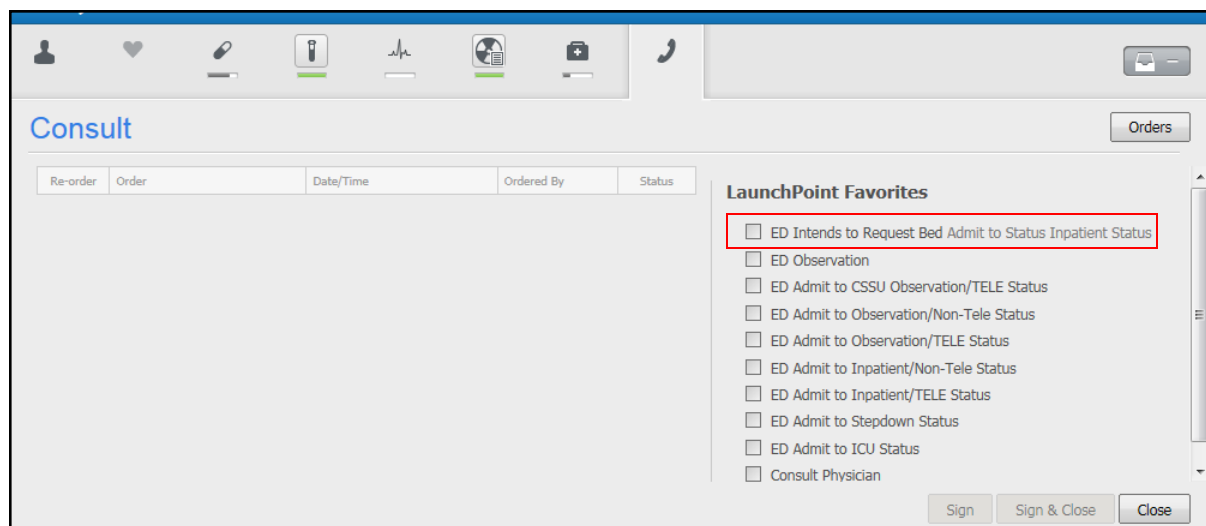 Consult
Orders
Re-order Order Date/Time Ordered By Status
LaunchPoint Favorites
ED Intends to Request Bed Admit to Status Inpatient Status
ED Observation
ED Admit to CSSU Observation/TELE Status
ED Admit to Observation/Non-Tele Status
ED Admit to Observation/TELE Status
ED Admit to Inpatient/Non-Tele Status
ED Admit to Inpatient/TELE Status
ED Admit to Stepdown Status
ED Admit to ICU Status
Consult Physician
Sign Sign & Close Close